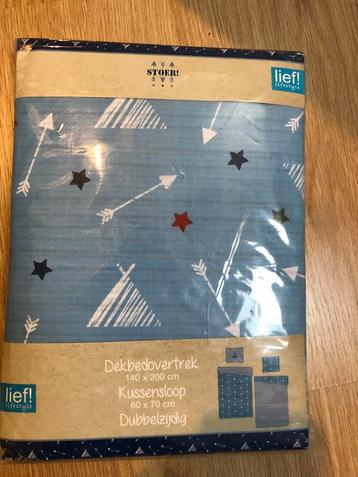 STOER!
lief!
lifestyle
Dekbedovertrek
140 x 200 cm
Kussensloop
60 x 70 cm
Dubbelzijdig
lief!
lifestyle